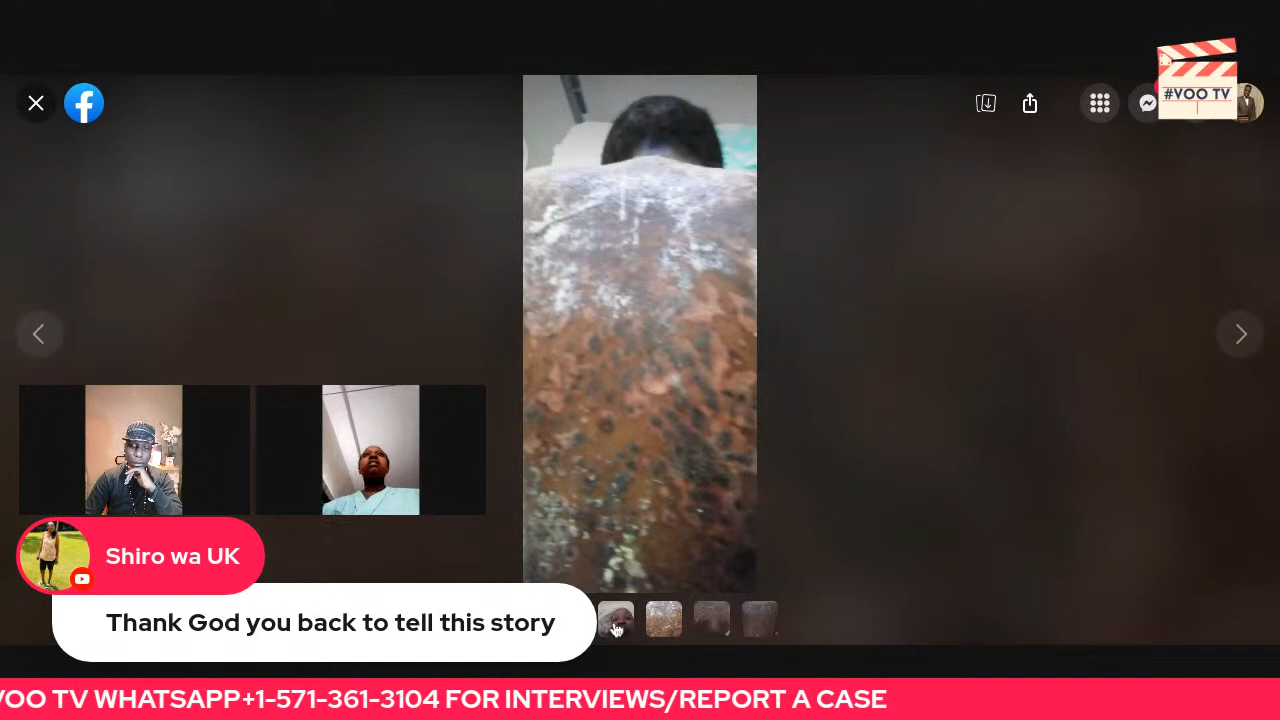 #VOO TV
Shiro wa UK
Thank God you back to tell this story
VOO TV WHATSAPP+1-571-361-3104 FOR INTERVIEWS/REPORT A CASE